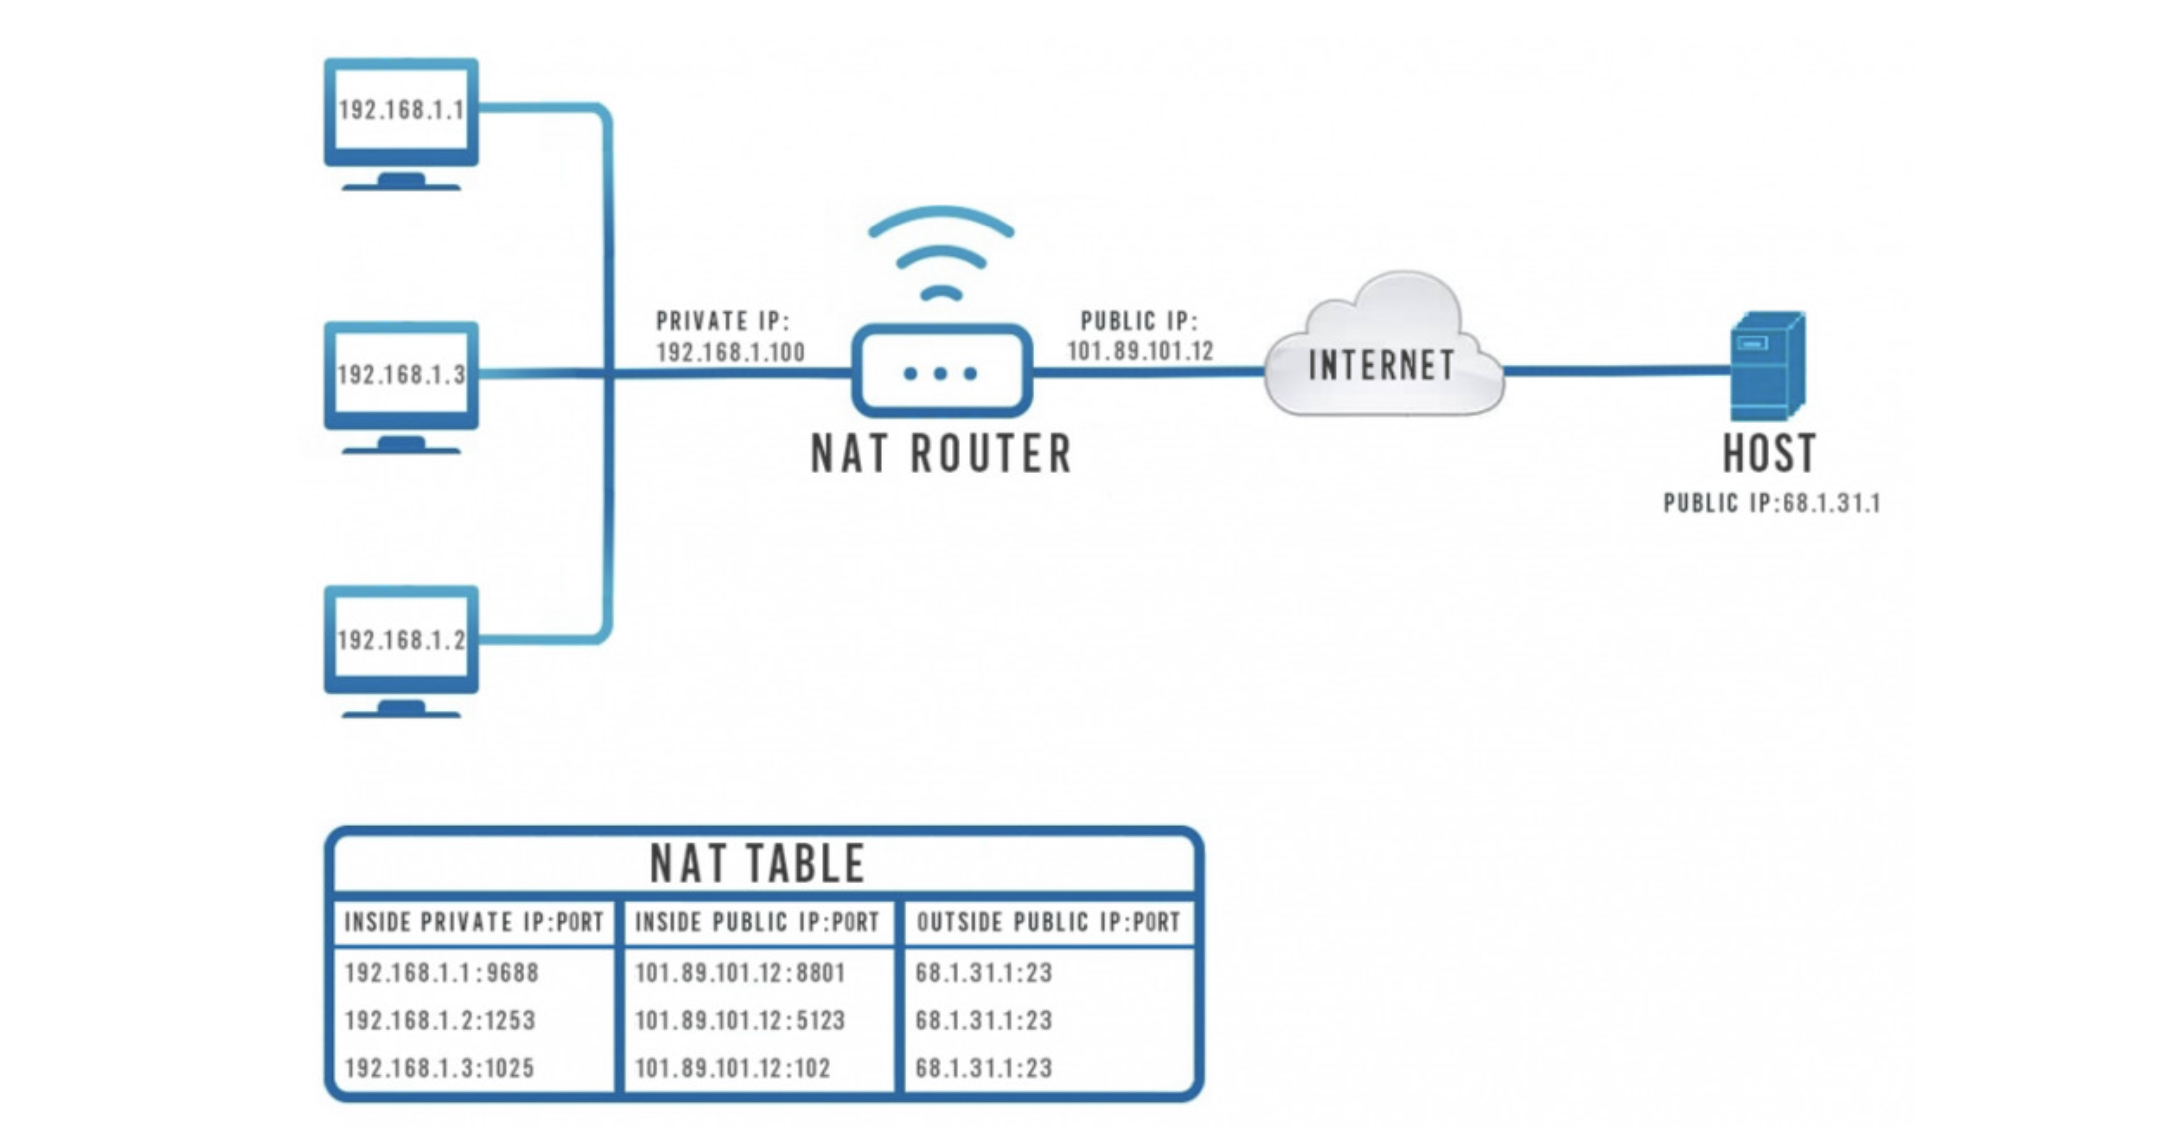 192.168.1.1
PRIVATE IP:
192.168.1.100
PUBLIC IP:
101.89.101.12
192.168.1.3
INTERNET
NAT ROUTER
HOST
PUBLIC IP:68.1.31.1
192.168.1.2
NAT TABLE
INSIDE PRIVATE IP:PORT INSIDE PUBLIC IP:PORT OUTSIDE PUBLIC IP:PORT
192.168.1.1:9688 101.89.101.12:8801 68.1.31.1:23
192.168.1.2:1253 101.89.101.12:5123 68.1.31.1:23
192.168.1.3:1025 101.89.101.12:102 68.1.31.1:23